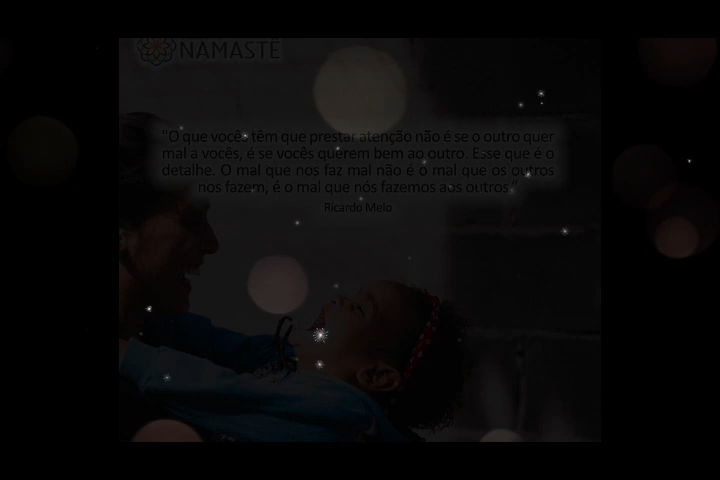 NAMASTÊ
"O que vocês têm que prestar atenção não é se o outro quer
mal a vocês, é se vocês querem bem ao outro. Esse que é o
detalhe. O mal que nos faz mal não é o mal que os outros
nos fazem, é o mal que nós fazemos aos outros."
Ricardo Melo